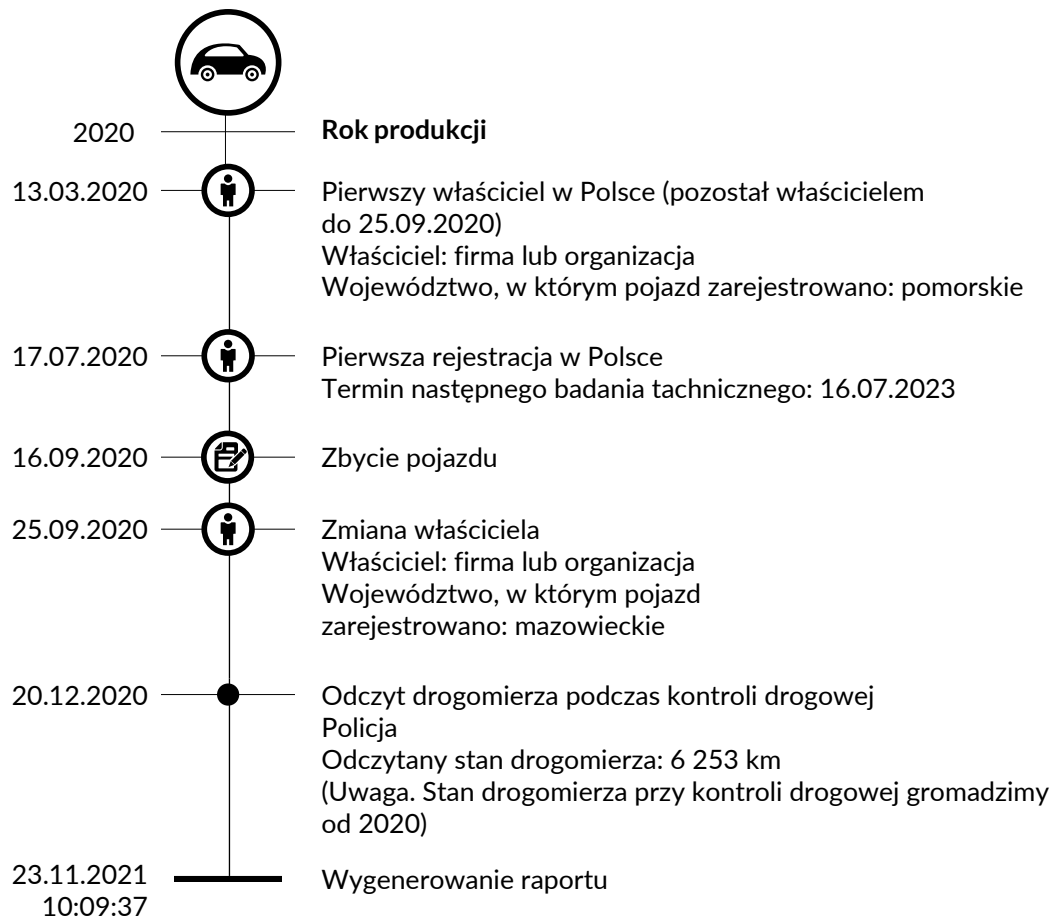 2020
Rok produkcji
13.03.2020
Pierwszy właściciel w Polsce (pozostał właścicielem
do 25.09.2020)
Właściciel: firma lub organizacja
Województwo, w którym pojazd zarejestrowano: pomorskie
17.07.2020
Pierwsza rejestracja w Polsce
Termin następnego badania tachnicznego: 16.07.2023
16.09.2020
Zbycie pojazdu
25.09.2020
Zmiana właściciela
Właściciel: firma lub organizacja
Województwo, w którym pojazd
zarejestrowano: mazowieckie
20.12.2020
Odczyt drogomierza podczas kontroli drogowej
Policja
Odczytany stan drogomierza: 6 253 km
(Uwaga. Stan drogomierza przy kontroli drogowej gromadzimy
od 2020)
23.11.2021
10:09:37
Wygenerowanie raportu